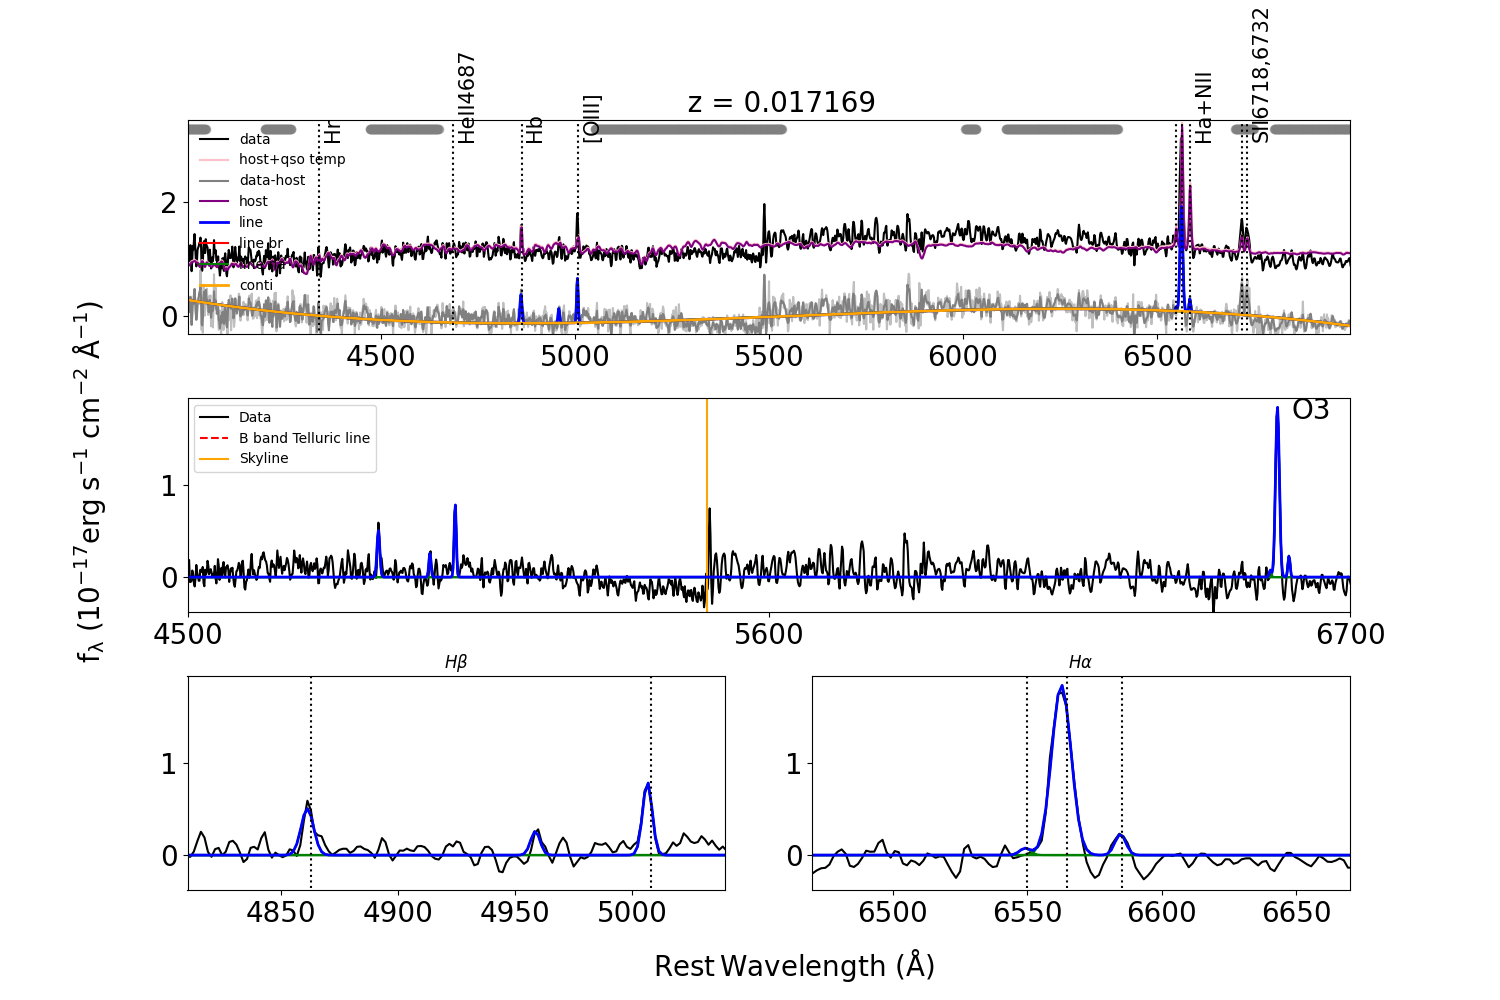 z = 0.017169
Hr
HeII4687
Hb
[OIII]
Ha+NII
SII6718,6732
data
host+qso temp
data-host
host
line
line br
conti
2
0
4500 5000 5500 6000 6500
fλ (10⁻¹⁷erg s⁻¹ cm⁻² Å⁻¹)
Data
B band Telluric line
Skyline
O3
1
0
4500 5600 6700
Hβ
1
0
4850 4900 4950 5000
Hα
1
0
6500 6550 6600 6650
Rest Wavelength (Å)